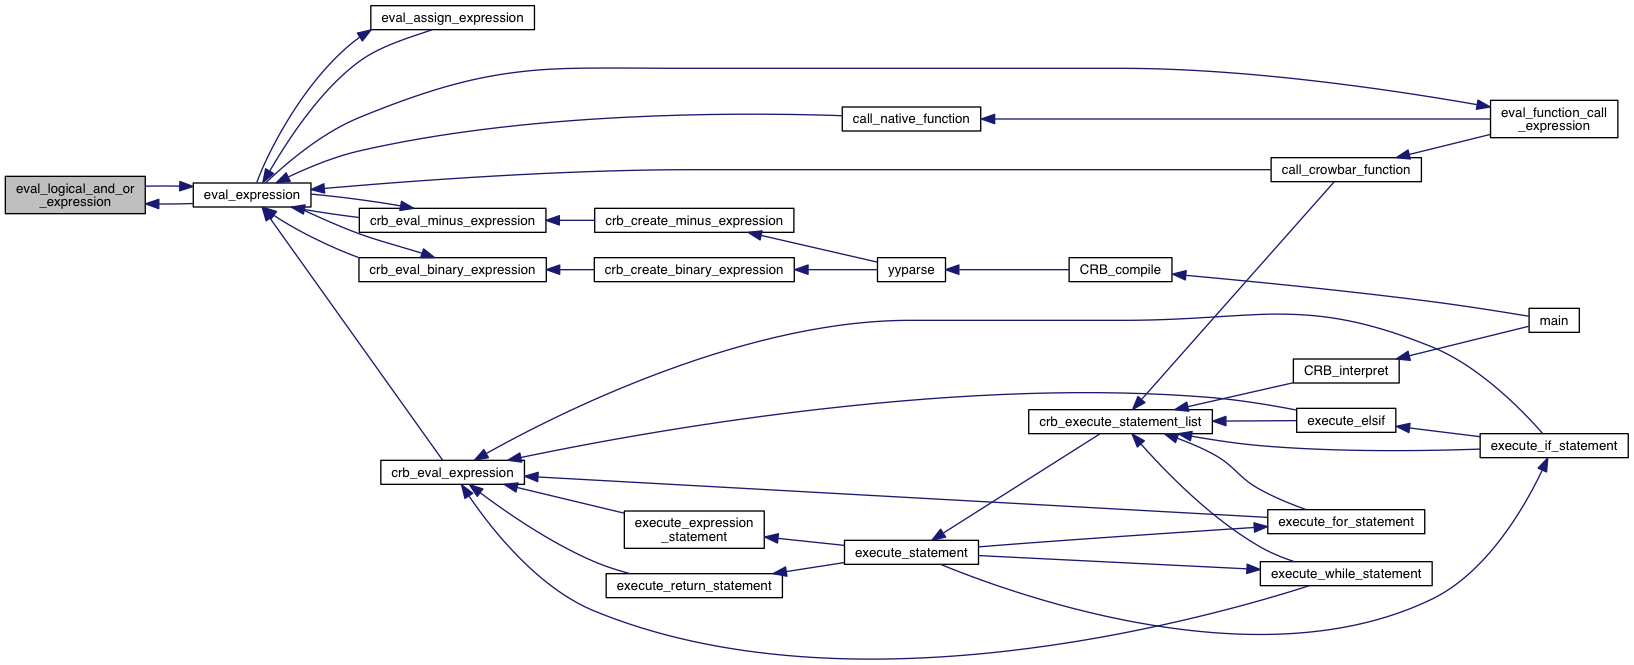 eval_assign_expression
eval_function_call
_expression
call_native_function
call_crowbar_function
eval_logical_and_or
_expression
eval_expression
crb_eval_minus_expression
crb_create_minus_expression
crb_eval_binary_expression
crb_create_binary_expression
yyparse
CRB_compile
main
CRB_interpret
crb_execute_statement_list
execute_elsif
execute_if_statement
crb_eval_expression
execute_expression
_statement
execute_for_statement
execute_statement
execute_while_statement
execute_return_statement